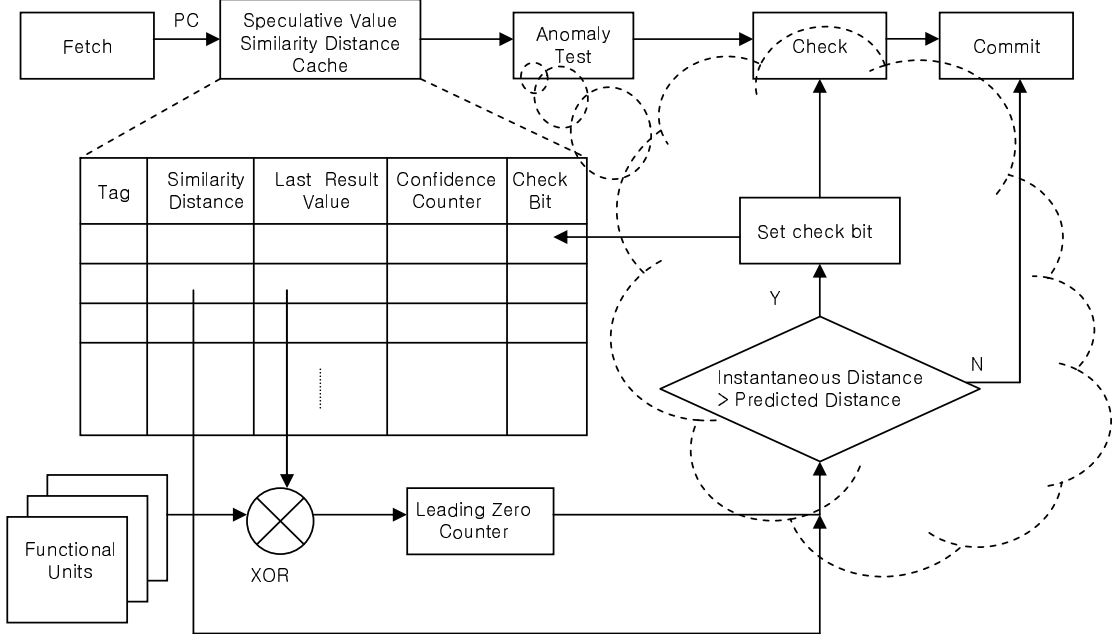 Fetch
PC
Speculative Value
Similarity Distance
Cache
Anomaly
Test
Check
Commit
Tag
Similarity
Distance
Last Result
Value
Confidence
Counter
Check
Bit
Set check bit
Y
N
Instantaneous Distance
> Predicted Distance
Functional
Units
XOR
Leading Zero
Counter